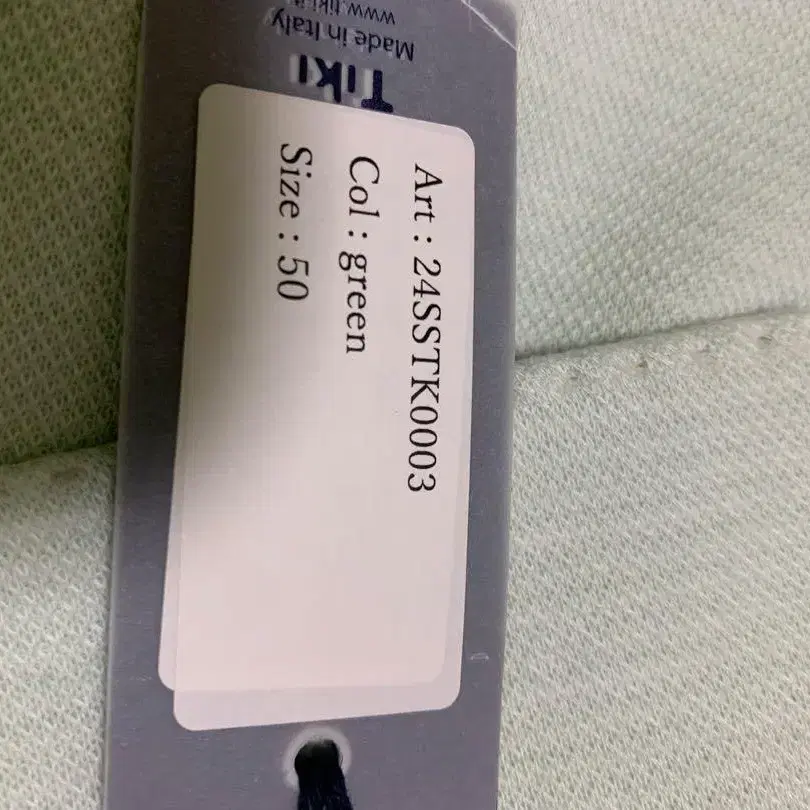 Tiki
Made in Italy
Art : 24SSTK0003
Col : green
Size : 50